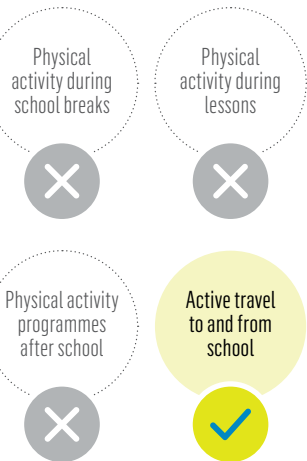 Physical
activity during
school breaks
Physical
activity during
lessons
Physical activity
programmes
after school
Active travel
to and from
school